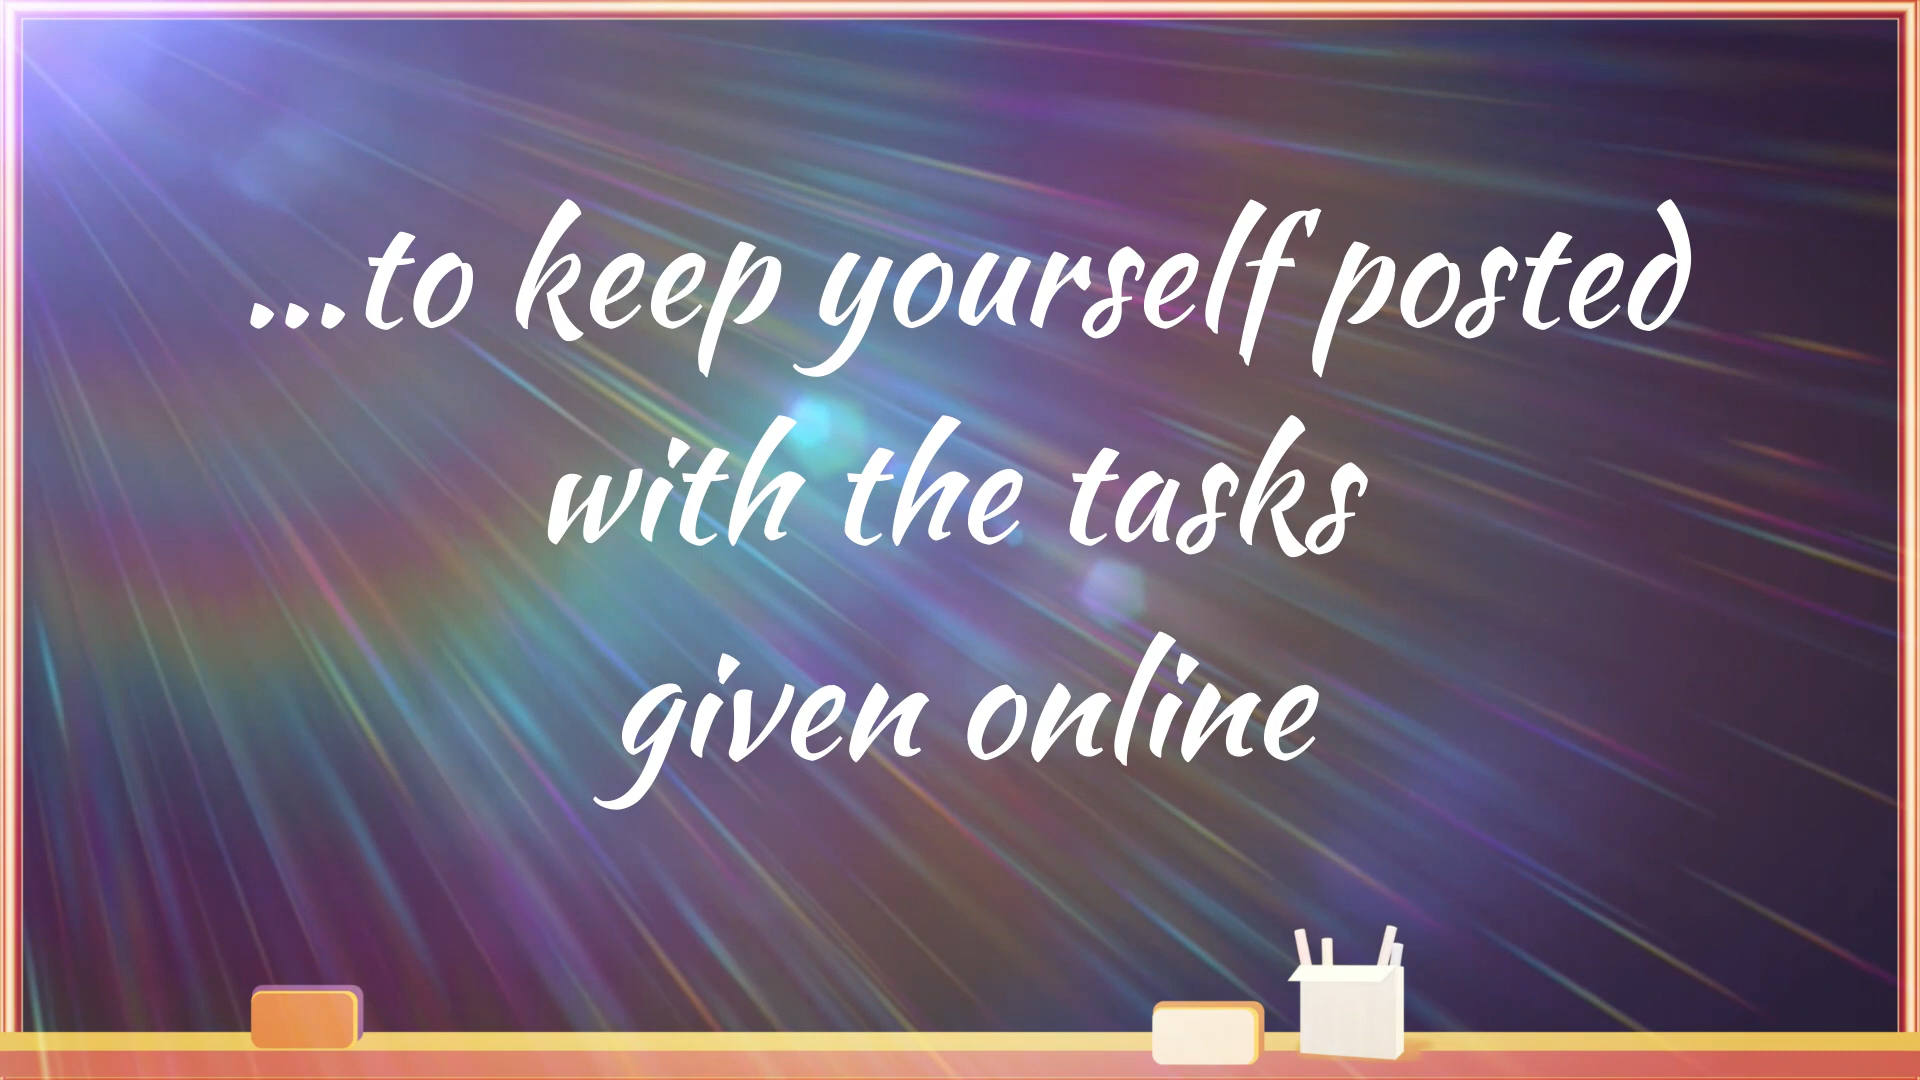 ...to keep yourself posted
with the tasks
given online